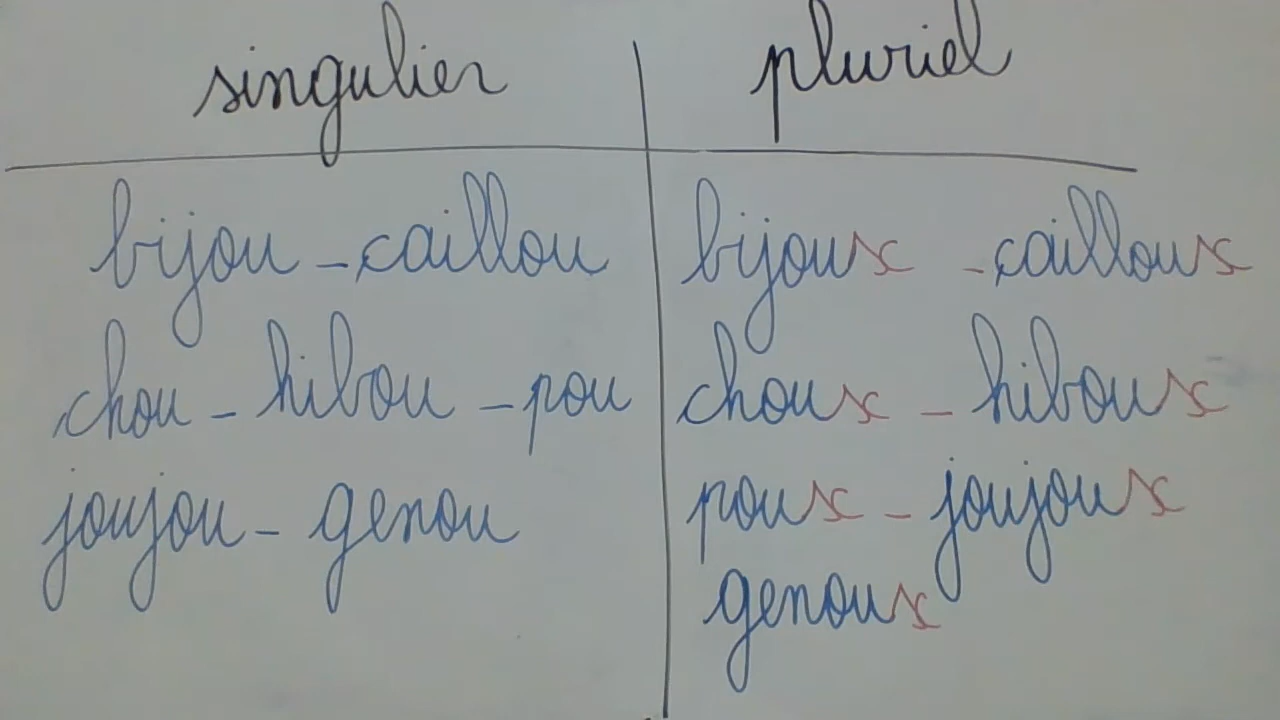 singulier
pluriel
bijou - caillou
chou - hibou - pou
joujou - genou
bijoux - cailloux
choux - hiboux
poux - joujoux
genoux